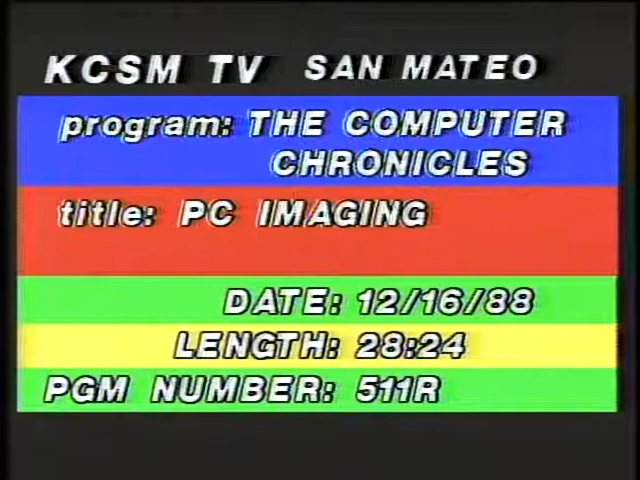 KCSM TV SAN MATEO
program: THE COMPUTER
CHRONICLES
title: PC IMAGING
DATE: 12/16/88
LENGTH: 28:24
PGM NUMBER: 511R